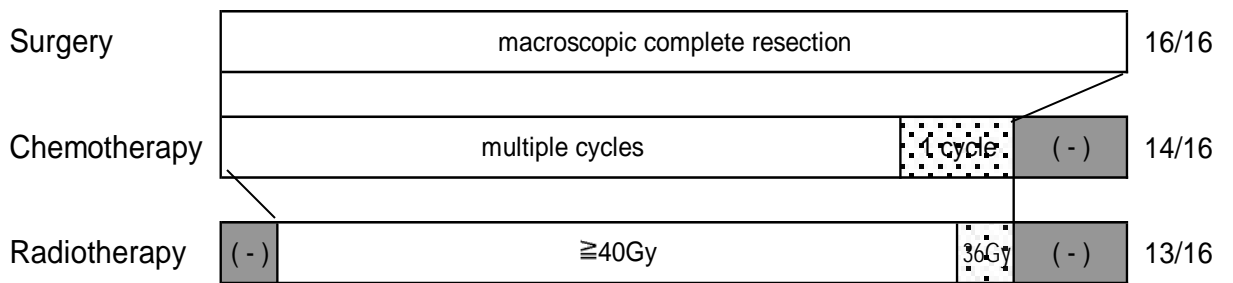 Surgery macroscopic complete resection 16/16
Chemotherapy multiple cycles 1 cycle ( - ) 14/16
Radiotherapy ( - ) ≧40Gy 36Gy ( - ) 13/16